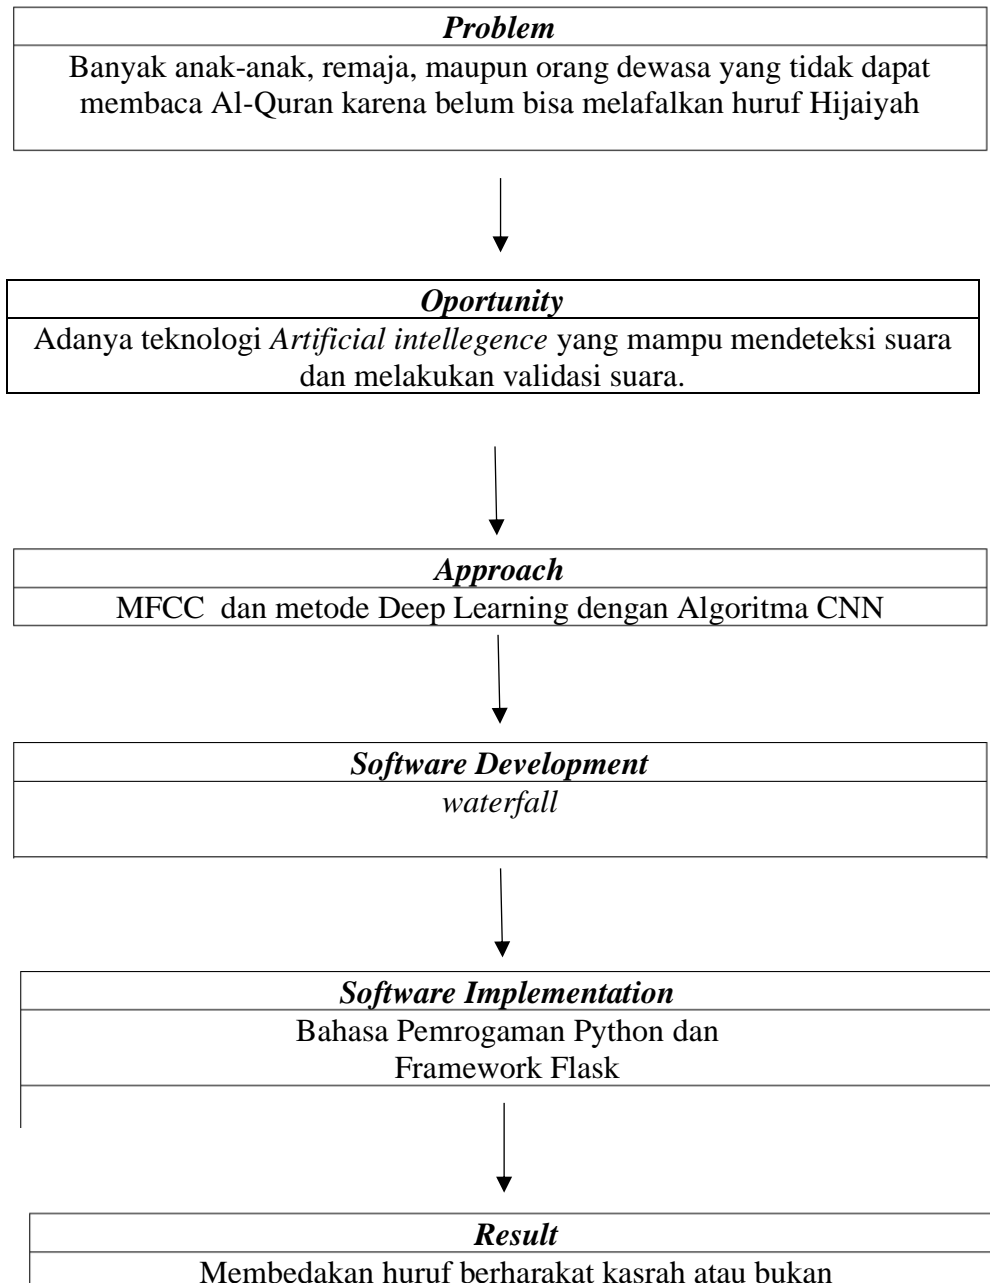 Problem
Banyak anak-anak, remaja, maupun orang dewasa yang tidak dapat
membaca Al-Quran karena belum bisa melafalkan huruf Hijaiyah
Oportunity
Adanya teknologi Artificial intellegence yang mampu mendeteksi suara
dan melakukan validasi suara.
Approach
MFCC dan metode Deep Learning dengan Algoritma CNN
Software Development
waterfall
Software Implementation
Bahasa Pemrogaman Python dan
Framework Flask
Result
Membedakan huruf berharakat kasrah atau bukan